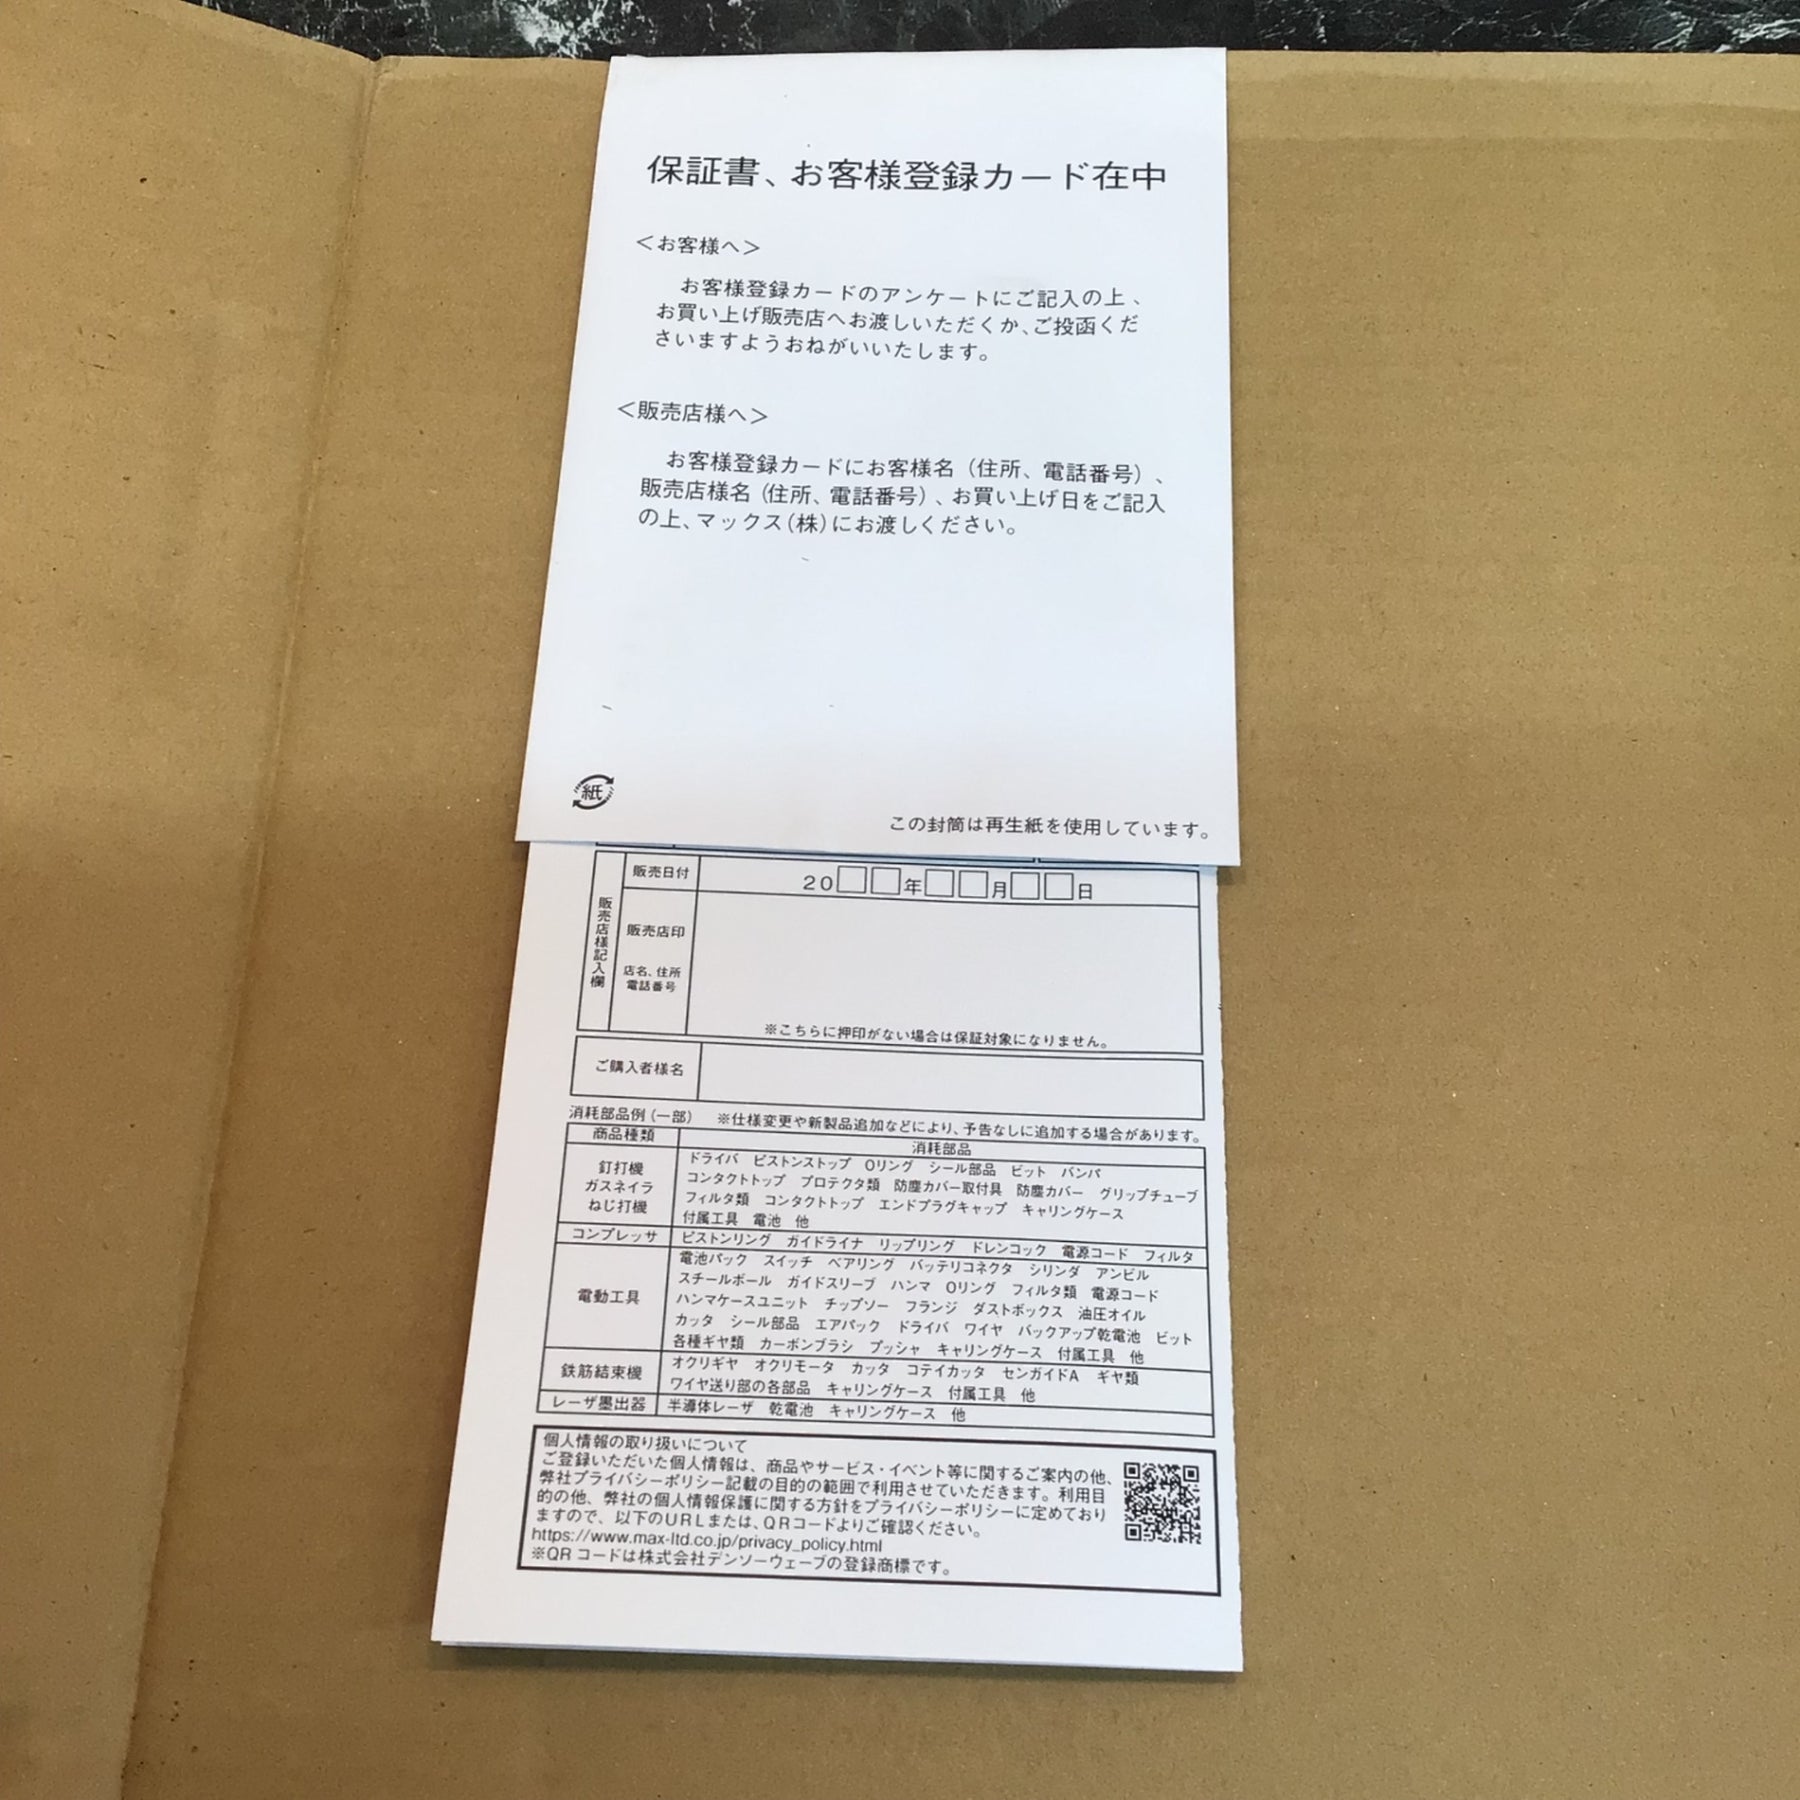 保証書、お客様登録カード在中
＜お客様へ＞
お客様登録カードのアンケートにご記入の上、
お買い上げ販売店へお渡しいただくか、ご投函くだ
さいますようおねがいいたします。
＜販売店様へ＞
お客様登録カードにお客様名（住所、電話番号）、
販売店様名（住所、電話番号）、お買い上げ日をご記入
の上、マックス（株）にお渡しください。
紙
この封筒は再生紙を使用しています。
販売店様記入欄
販売日付
20□□年□□月□□日
販売店印
店名、住所
電話番号
※こちらに押印がない場合は保証対象になりません。
ご購入者様名
消耗部品例（一部） ※仕様変更や新製品追加などにより、予告なしに追加する場合があります。
商品種類 消耗部品
釘打機
ガスネイラ
ねじ打機
ドライバ ピストンストップ Oリング シール部品 ビット バンパ
コンタクトトップ プロテクタ類 防塵カバー取付具 防塵カバー グリップチューブ
フィルタ類 コンタクトトップ エンドプラグキャップ キャリングケース
付属工具 電池 他
コンプレッサ ピストンリング ガイドライナ リップリング ドレンコック 電源コード フィルタ
電動工具
電池パック スイッチ ベアリング バッテリコネクタ シリンダ アンビル
スチールボール ガイドスリーブ ハンマ Oリング フィルタ類 電源コード
ハンマケースユニット チップソー フランジ ダストボックス 油圧オイル
カッタ シール部品 エアパック ドライバ ワイヤ バックアップ乾電池 ビット
各種ギヤ類 カーボンブラシ プッシャ キャリングケース 付属工具 他
鉄筋結束機
オクリギヤ オクリモータ カッタ コテイカッタ センガイドA ギヤ類
ワイヤ送り部の各部品 キャリングケース 付属工具 他
レーザ墨出器 半導体レーザ 乾電池 キャリングケース 他
個人情報の取り扱いについて
ご登録いただいた個人情報は、商品やサービス・イベント等に関するご案内の他、
弊社プライバシーポリシー記載の目的の範囲で利用させていただきます。利用目
的の他、弊社の個人情報保護に関する方針をプライバシーポリシーに定めており
ますので、以下のURLまたは、QRコードよりご確認ください。
https://www.max-ltd.co.jp/privacy_policy.html
※QRコードは株式会社デンソーウェーブの登録商標です。